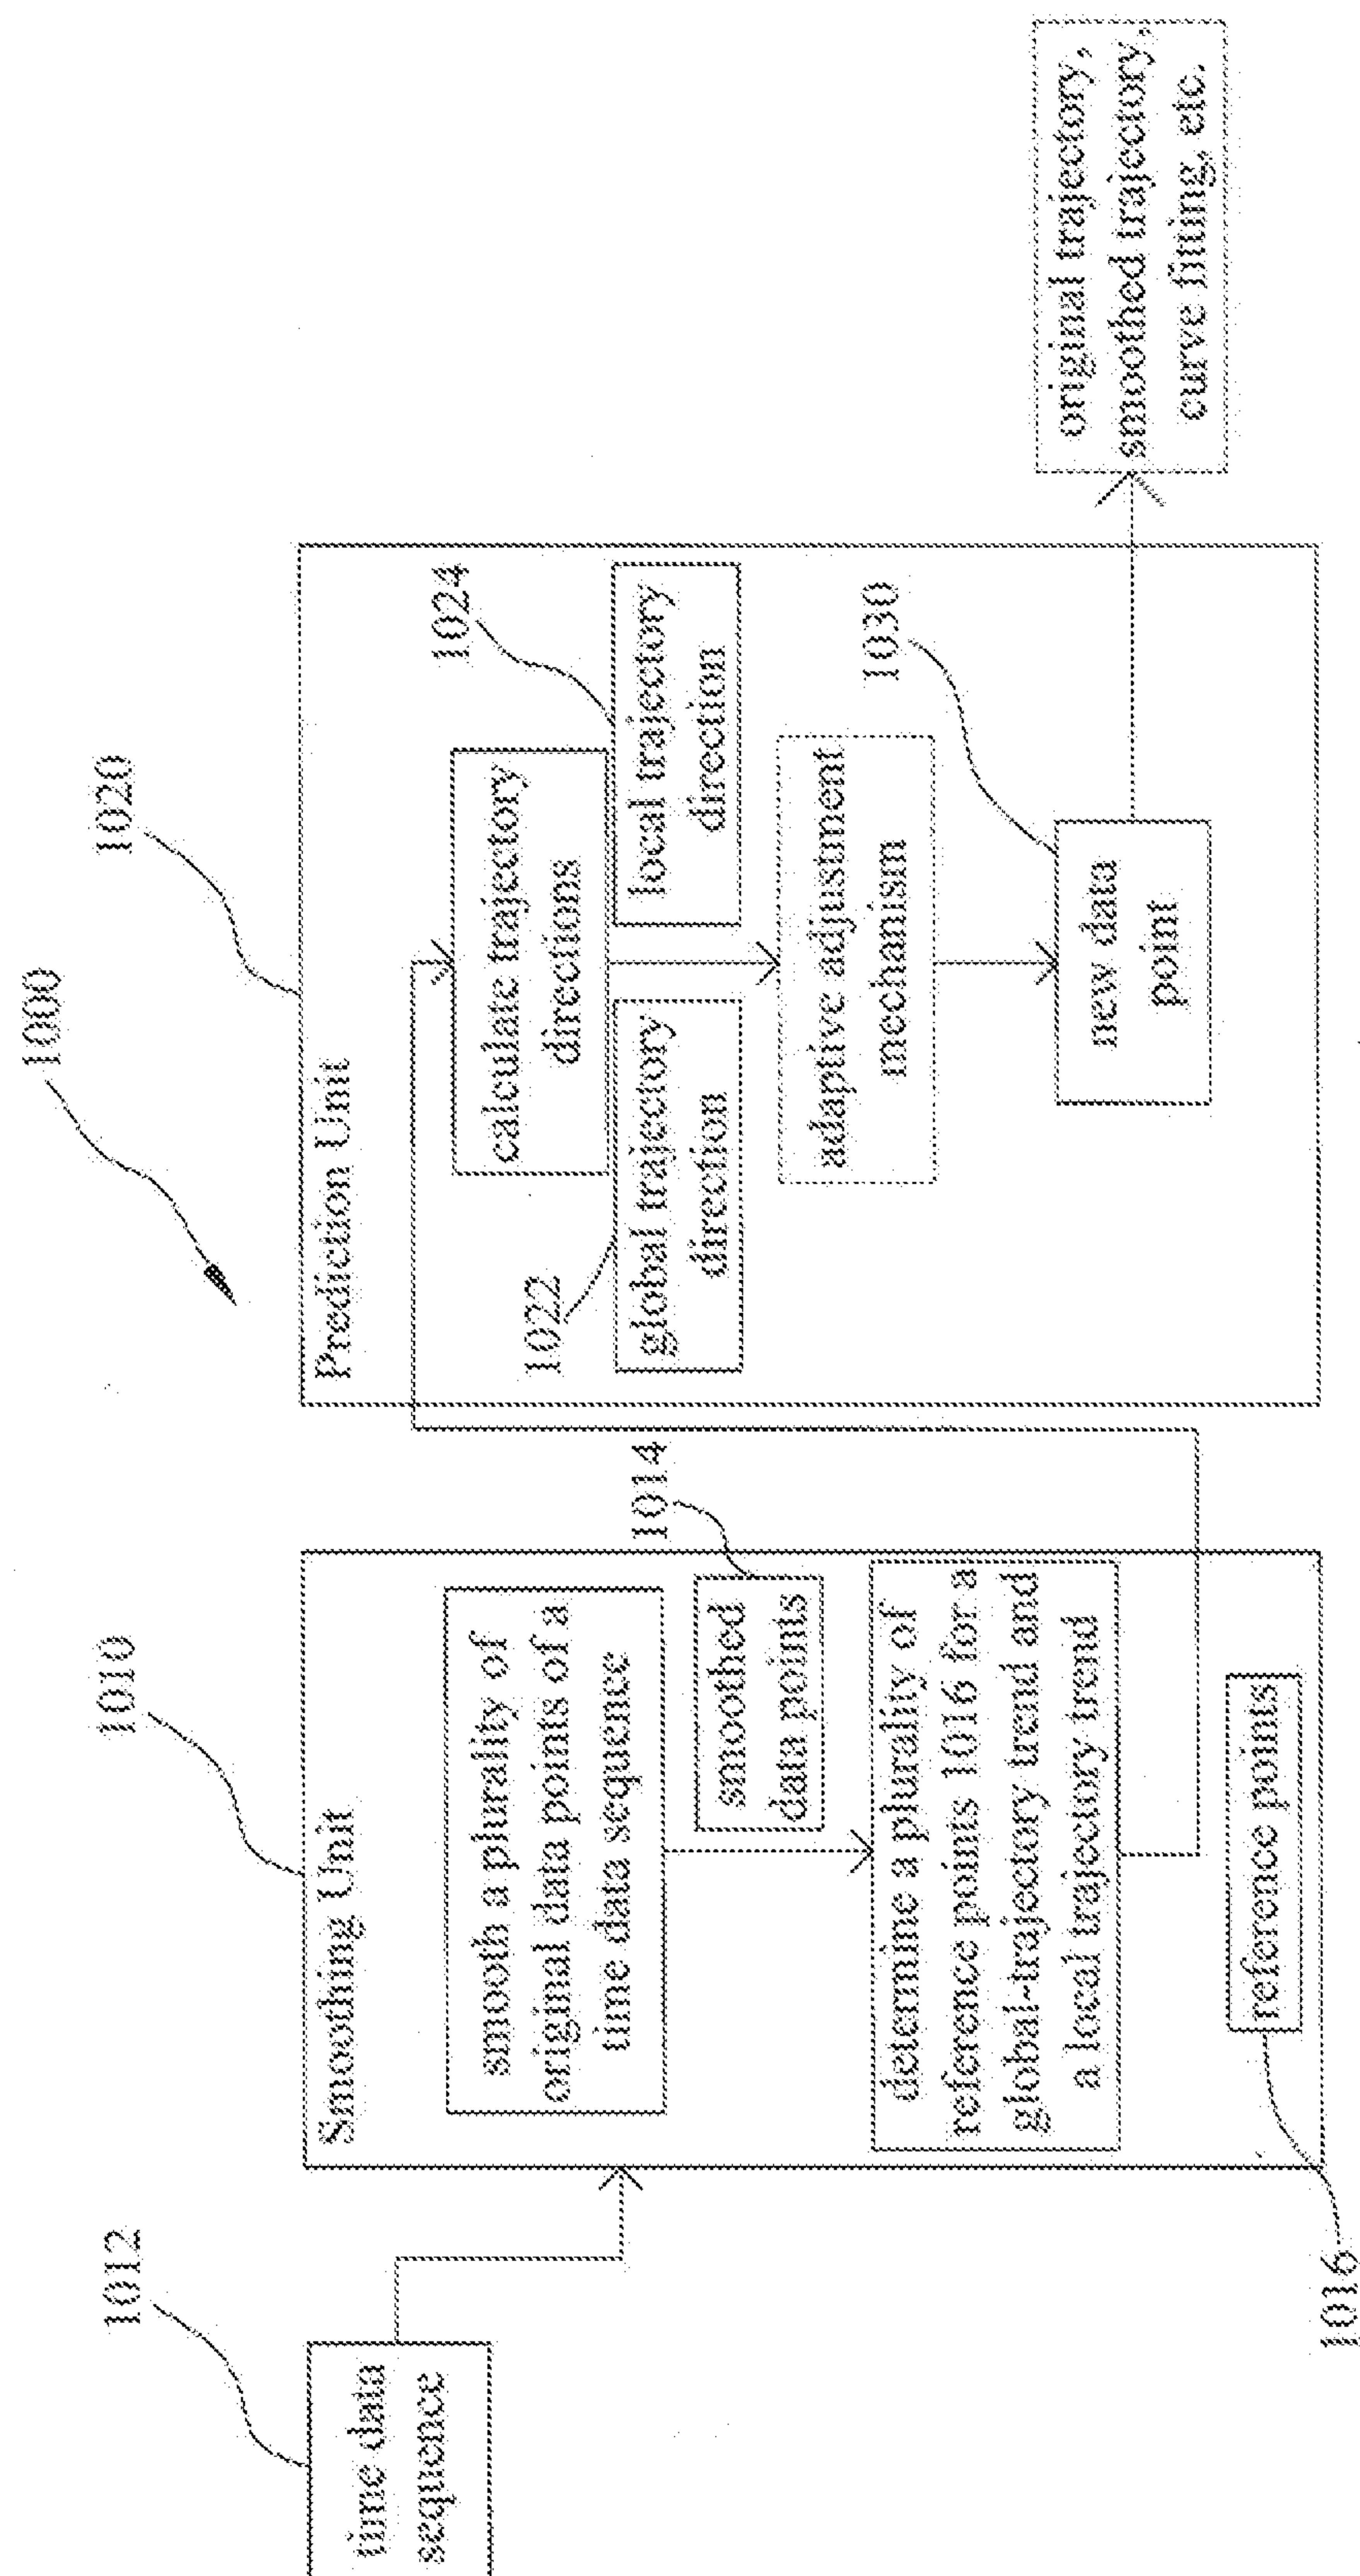 1000
1012
time data
sequence
1010
Smoothing Unit
smooth a plurality of
original data points of a
time data sequence
1014
smoothed
data points
determine a plurality of
reference points 1016 for a
global-trajectory trend and
a local trajectory trend
reference points
1016
1020
Prediction Unit
calculate trajectory
directions
1022
global trajectory
direction
1024
local trajectory
direction
adaptive adjustment
mechanism
1030
new data
point
original trajectory,
smoothed trajectory,
curve fitting, etc.